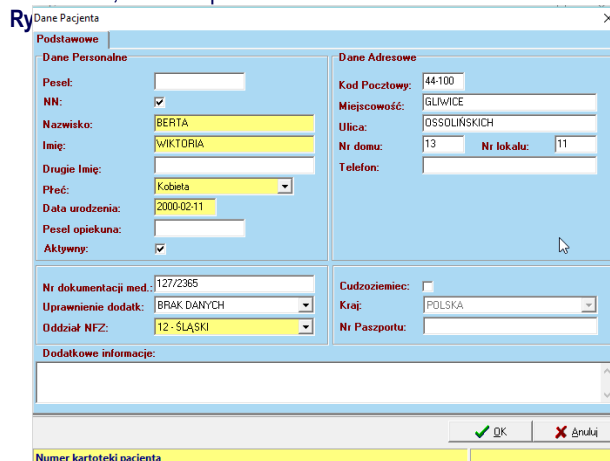 Ry
Dane Pacjenta
Podstawowe
Dane Personalne
Pesel:
NN:
Nazwisko: BERTA
Imię: WIKTORIA
Drugie Imię:
Płeć: Kobieta
Data urodzenia: 2000-02-11
Pesel opiekuna:
Aktywny:
Dane Adresowe
Kod Pocztowy: 44-100
Miejscowość: GLIWICE
Ulica: OSSOLIŃSKICH
Nr domu: 13 Nr lokalu: 11
Telefon:
Nr dokumentacji med.: 127/2365
Uprawnienie dodatk: BRAK DANYCH
Oddział NFZ: 12 - ŚLĄSKI
Cudzoziemiec:
Kraj: POLSKA
Nr Paszportu:
Dodatkowe informacje:
OK Anuluj
Numer kartoteki pacjenta